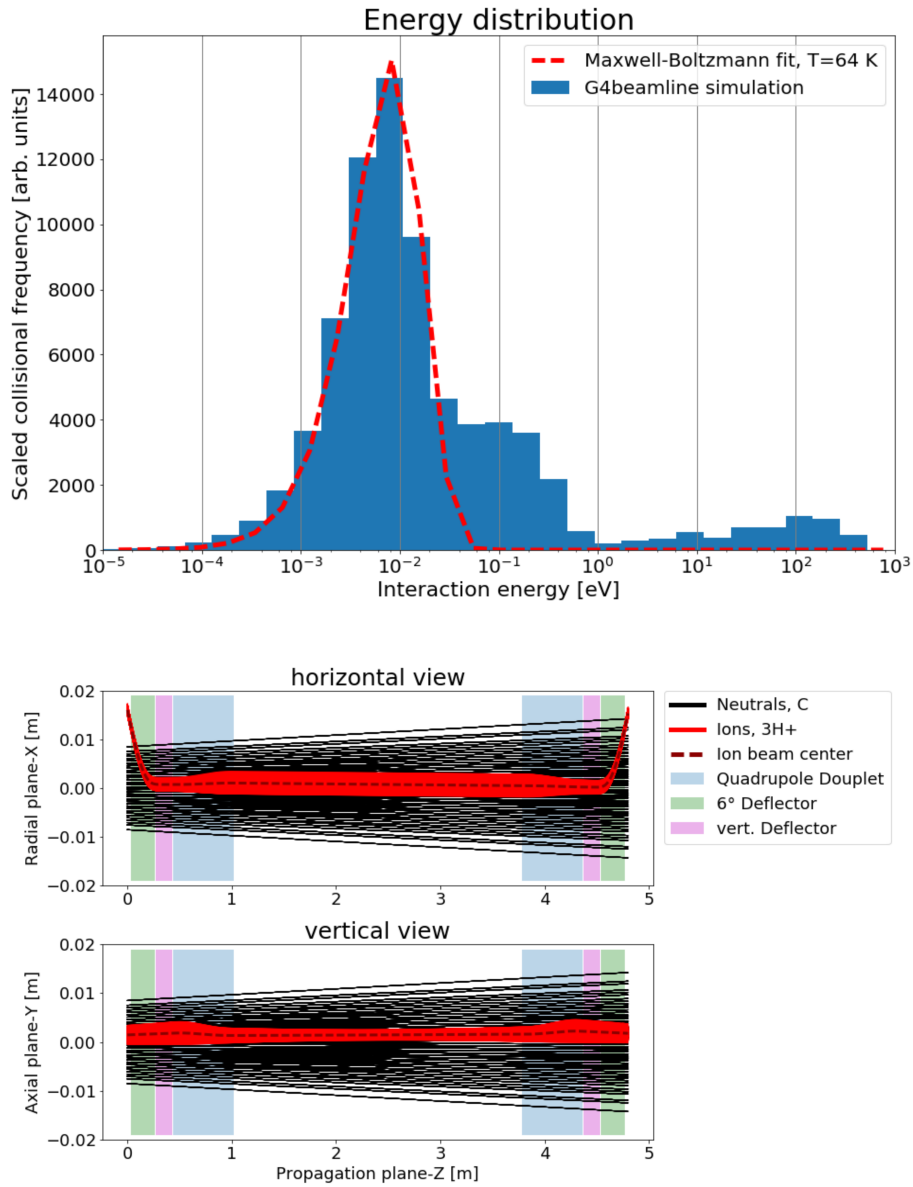 Energy distribution
Scaled collisional frequency [arb. units]
14000
12000
10000
8000
6000
4000
2000
0
Maxwell-Boltzmann fit, T=64 K
G4beamline simulation
10⁻⁵ 10⁻⁴ 10⁻³ 10⁻² 10⁻¹ 10⁰ 10¹ 10² 10³
Interaction energy [eV]
horizontal view
Radial plane-X [m]
0.02
0.01
0.00
−0.01
−0.02
0 1 2 3 4 5
Neutrals, C
Ions, 3H+
Ion beam center
Quadrupole Douplet
6° Deflector
vert. Deflector
vertical view
Axial plane-Y [m]
0.02
0.01
0.00
−0.01
−0.02
0 1 2 3 4 5
Propagation plane-Z [m]